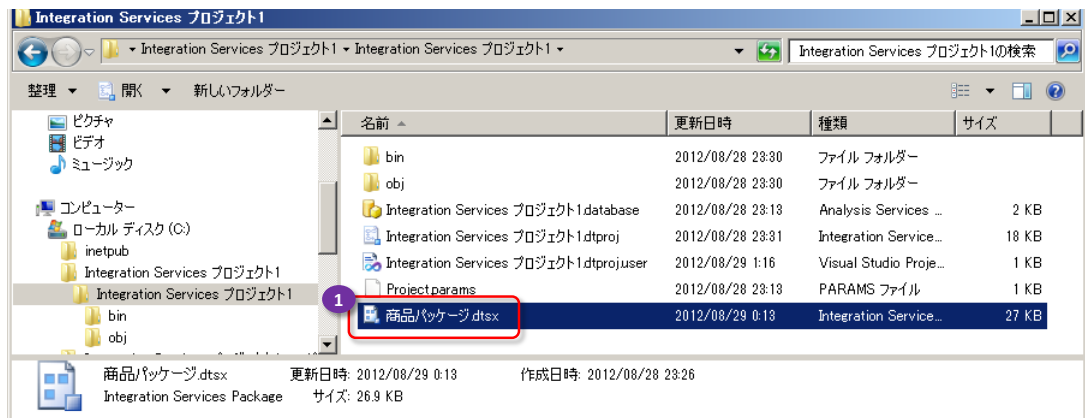 Integration Services プロジェクト1
Integration Services プロジェクト1 Integration Services プロジェクト1
Integration Services プロジェクト1の検索
整理 開く 新しいフォルダー
ピクチャ
ビデオ
ミュージック
コンピューター
ローカル ディスク (C:)
inetpub
Integration Services プロジェクト1
Integration Services プロジェクト1
bin
obj
名前 更新日時 種類 サイズ
bin 2012/08/28 23:30 ファイル フォルダー
obj 2012/08/28 23:30 ファイル フォルダー
Integration Services プロジェクト1.database 2012/08/28 23:13 Analysis Services ... 2 KB
Integration Services プロジェクト1.dtproj 2012/08/28 23:31 Integration Service... 18 KB
Integration Services プロジェクト1.dtproj.user 2012/08/29 1:16 Visual Studio Proje... 1 KB
Project.params 2012/08/28 23:13 PARAMS ファイル 1 KB
1
商品パッケージ.dtsx 2012/08/29 0:13 Integration Service... 27 KB
商品パッケージ.dtsx 更新日時: 2012/08/29 0:13 作成日時: 2012/08/28 23:26
Integration Services Package サイズ: 26.9 KB